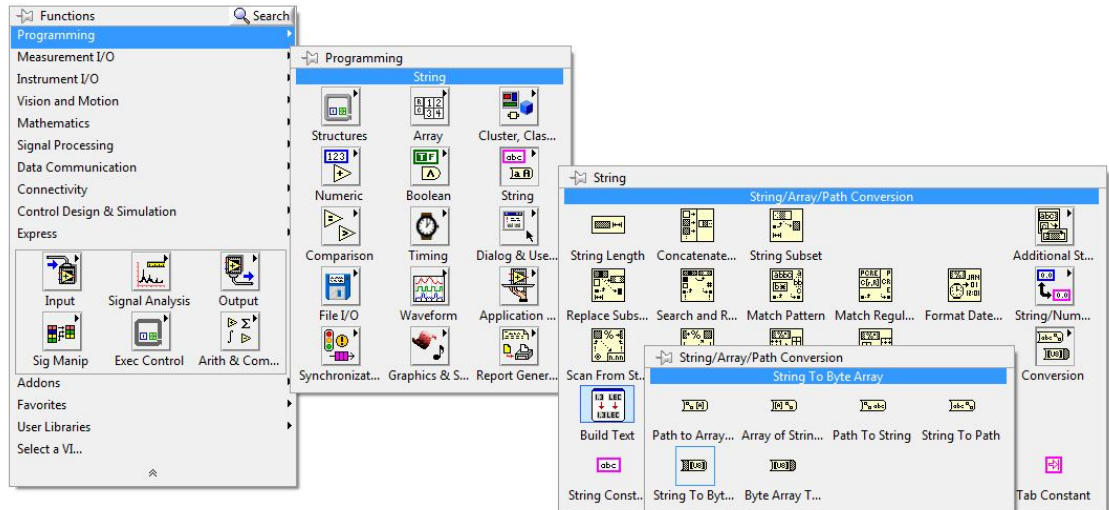 Functions
Search
Programming
Measurement I/O
Instrument I/O
Vision and Motion
Mathematics
Signal Processing
Data Communication
Connectivity
Control Design & Simulation
Express
Input Signal Analysis Output
Sig Manip Exec Control Arith & Com...
Addons
Favorites
User Libraries
Select a VI...
Programming
String
Structures Array Cluster, Clas...
Numeric Boolean String
Comparison Timing Dialog & Use...
File I/O Waveform Application ...
Synchronizat... Graphics & S... Report Gener...
String
String/Array/Path Conversion
String Length Concatenate... String Subset Additional St...
Replace Subs... Search and R... Match Pattern Match Regul... Format Date... String/Num...
Scan From St... Conversion
Build Text
String Const... Tab Constant
String/Array/Path Conversion
String To Byte Array
Path to Array... Array of Strin... Path To String String To Path
String To Byt... Byte Array T...